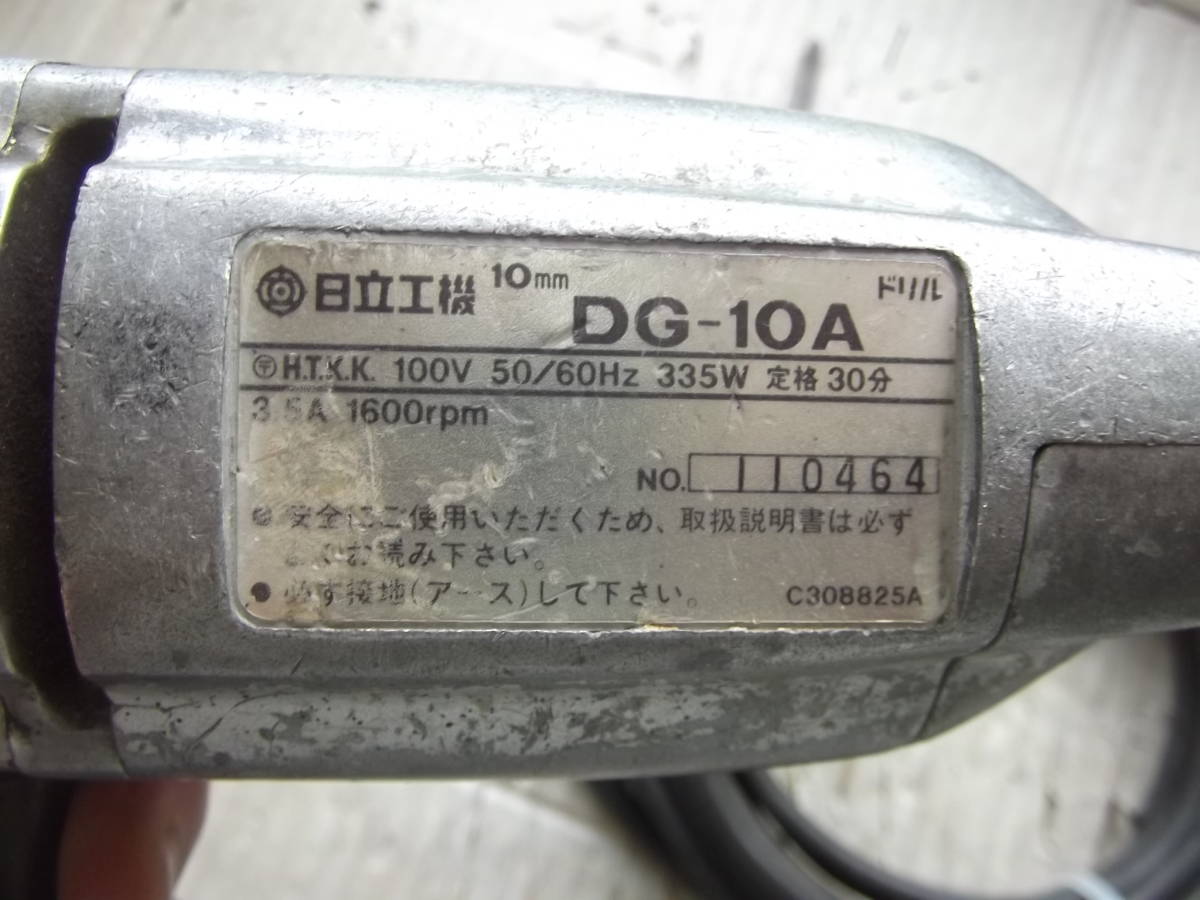 日立工機 10mm DG-10A ドリル
〒 H.T.K.K. 100V 50/60Hz 335W 定格 30分
3.5A 1600rpm
NO. 110464
● 安全にご使用いただくため、取扱説明書は必ず
よくお読み下さい。
● 必ず接地(アース)して下さい。 C308825A